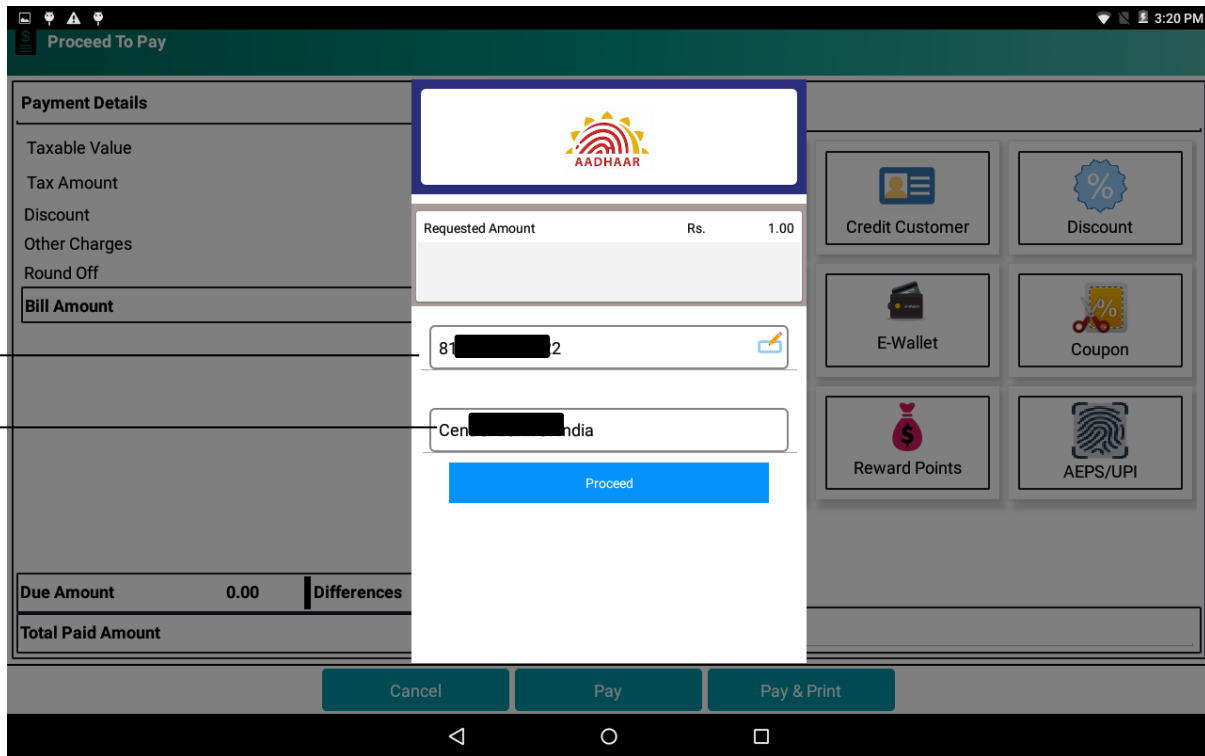 3:20 PM
Proceed To Pay
Payment Details
Taxable Value
Tax Amount
Discount
Other Charges
Round Off
Bill Amount
Due Amount 0.00 Differences
Total Paid Amount
AADHAAR
Requested Amount Rs. 1.00
81 2
Cen ndia
Proceed
Credit Customer
Discount
E-Wallet
Coupon
Reward Points
AEPS/UPI
Cancel
Pay
Pay & Print